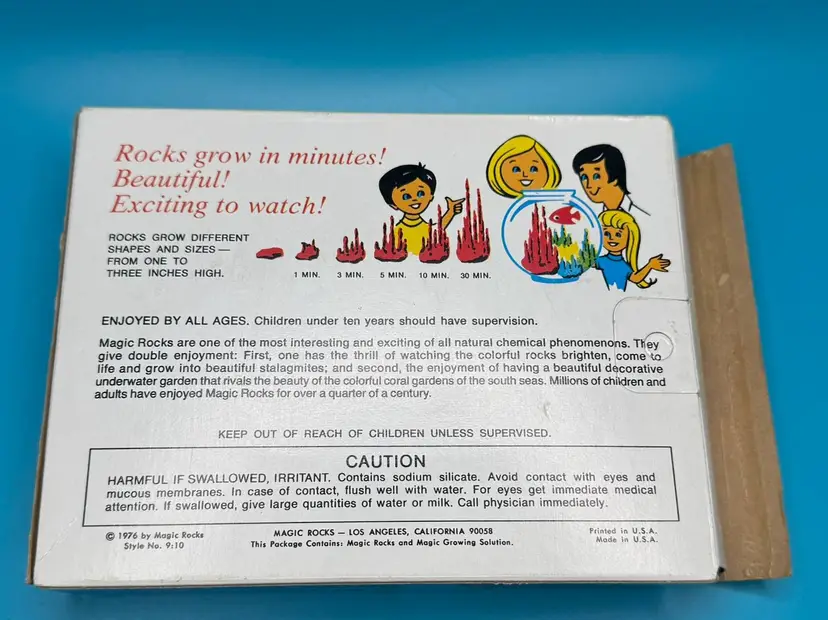 Rocks grow in minutes!
Beautiful!
Exciting to watch!
ROCKS GROW DIFFERENT
SHAPES AND SIZES —
FROM ONE TO
THREE INCHES HIGH.
1 MIN. 3 MIN. 5 MIN. 10 MIN. 30 MIN.
ENJOYED BY ALL AGES. Children under ten years should have supervision.
Magic Rocks are one of the most interesting and exciting of all natural chemical phenomenons. They
give double enjoyment: First, one has the thrill of watching the colorful rocks brighten, come to
life and grow into beautiful stalagmites; and second, the enjoyment of having a beautiful decorative
underwater garden that rivals the beauty of the colorful coral gardens of the south seas. Millions of children and
adults have enjoyed Magic Rocks for over a quarter of a century.
KEEP OUT OF REACH OF CHILDREN UNLESS SUPERVISED.
CAUTION
HARMFUL IF SWALLOWED, IRRITANT. Contains sodium silicate. Avoid contact with eyes and
mucous membranes. In case of contact, flush well with water. For eyes get immediate medical
attention. If swallowed, give large quantities of water or milk. Call physician immediately.
© 1976 by Magic Rocks
Style No. 9:10
MAGIC ROCKS — LOS ANGELES, CALIFORNIA 90058
This Package Contains: Magic Rocks and Magic Growing Solution.
Printed in U.S.A.
Made in U.S.A.